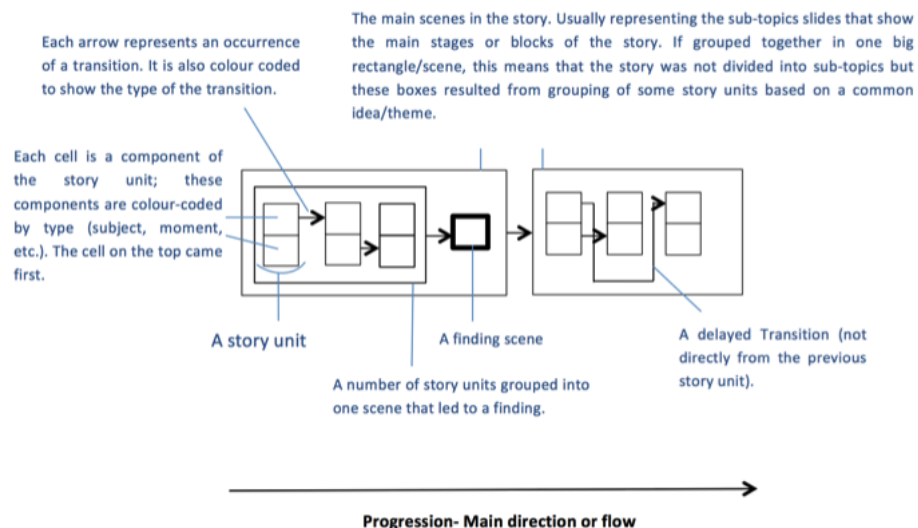 The main scenes in the story. Usually representing the sub-topics slides that show
the main stages or blocks of the story. If grouped together in one big
rectangle/scene, this means that the story was not divided into sub-topics but
these boxes resulted from grouping of some story units based on a common
idea/theme.
Each arrow represents an occurrence
of a transition. It is also colour coded
to show the type of the transition.
Each cell is a component of
the story unit; these
components are colour-coded
by type (subject, moment,
etc.). The cell on the top came
first.
A story unit
A finding scene
A delayed Transition (not
directly from the previous
story unit).
A number of story units grouped into
one scene that led to a finding.
Progression- Main direction or flow